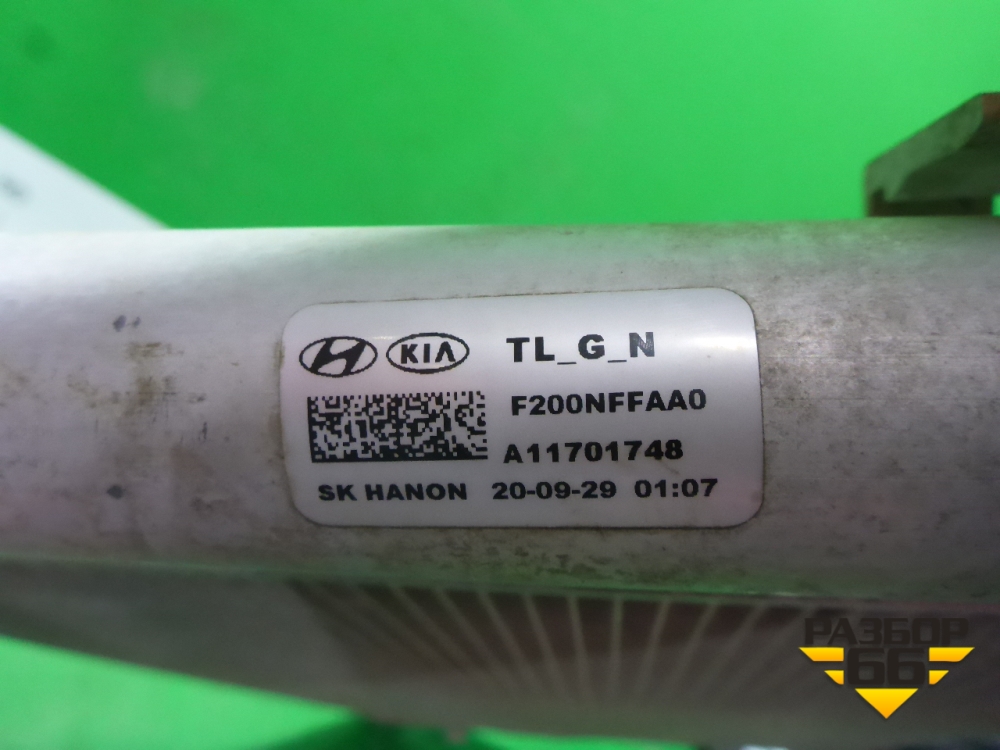 KIA TL_G_N
F200NFFAA0
A11701748
SK HANON 20-09-29 01:07
РАЗБОР
66